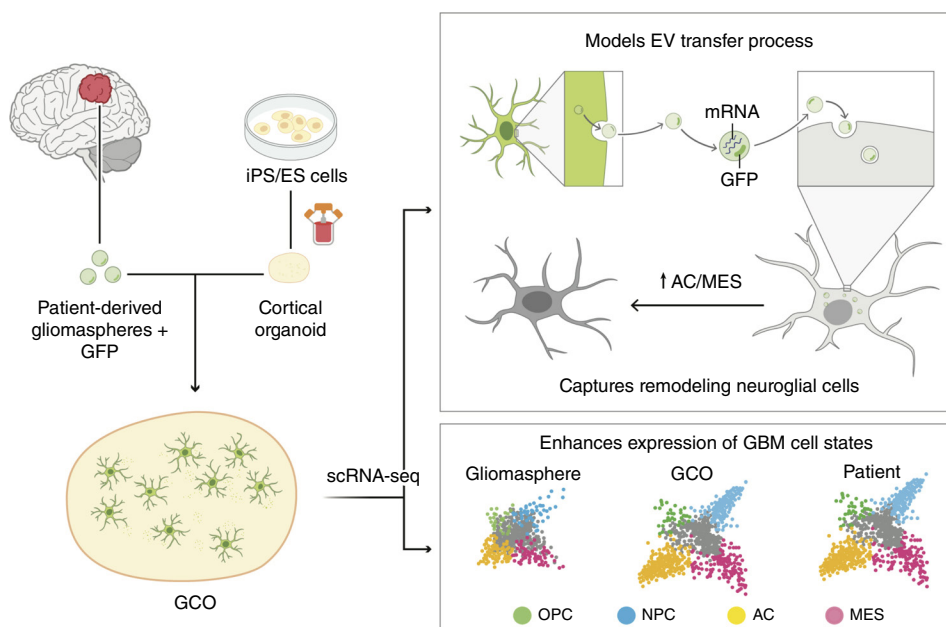 iPS/ES cells
Patient-derived
gliomaspheres +
GFP
Cortical
organoid
GCO
scRNA-seq
Models EV transfer process
mRNA
GFP
↑ AC/MES
Captures remodeling neuroglial cells
Enhances expression of GBM cell states
Gliomasphere
GCO
Patient
OPC
NPC
AC
MES